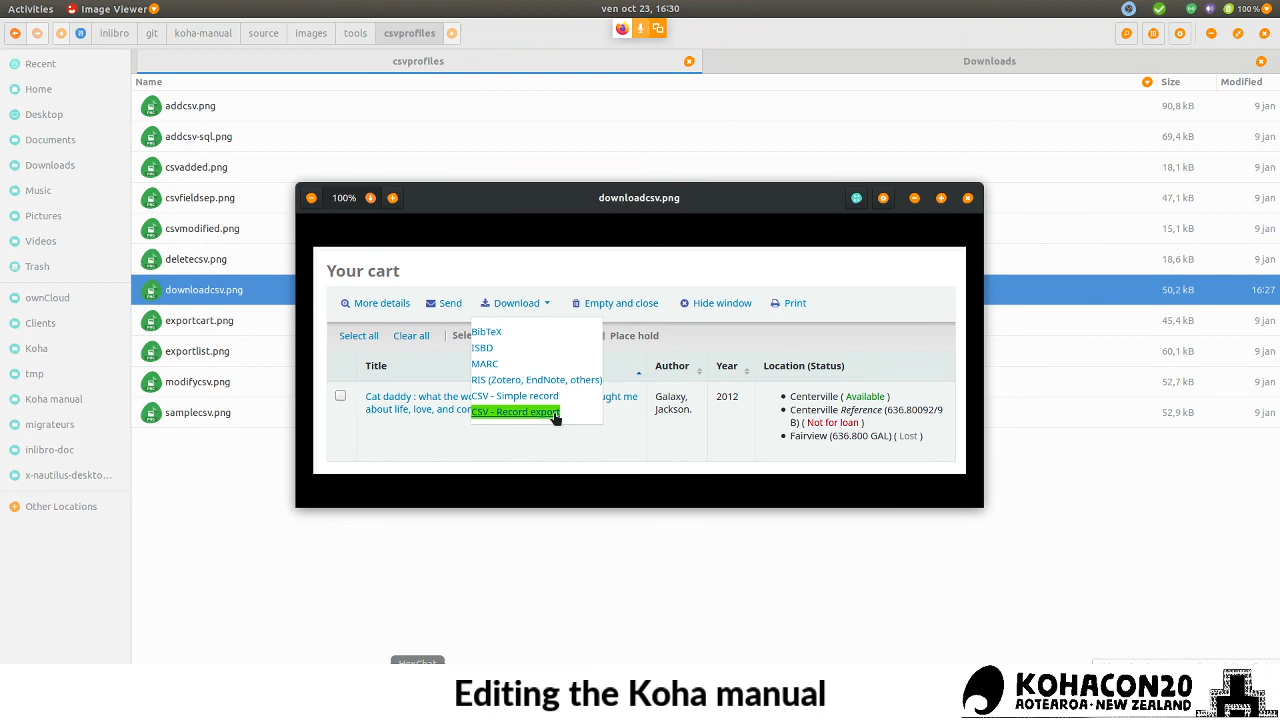 Activities Image Viewer ven oct 23, 16:30 100%
inlibro git koha-manual source images tools csvprofiles
csvprofiles Downloads
Name Size Modified
Recent
Home
Desktop
Documents
Downloads
Music
Pictures
Videos
Trash
ownCloud
Clients
Koha
tmp
Koha manual
migrateurs
inlibro-doc
x-nautilus-deskto…
Other Locations
addcsv.png 90,8 kB 9 jan
addcsv-sql.png 69,4 kB 9 jan
csvadded.png 18,1 kB 9 jan
csvfieldsep.png 47,1 kB 9 jan
csvmodified.png 15,1 kB 9 jan
deletecsv.png 18,6 kB 9 jan
downloadcsv.png 50,2 kB 16:27
exportcart.png 44,1 kB 9 jan
exportlist.png 60,1 kB 9 jan
modifycsv.png 52,7 kB 9 jan
samplecsv.png 52,9 kB 9 jan
100% downloadcsv.png
Your cart
More details Send Download Empty and close Hide window Print
Select all Clear all | Sele Place hold
BibTeX
ISBD
MARC
RIS (Zotero, EndNote, others)
CSV - Simple record
CSV - Record export
Title Author Year Location (Status)
Cat daddy : what the wo ught me
about life, love, and con
Galaxy,
Jackson.
2012
Centerville ( Available )
Centerville Reference (636.80092/9
B) ( Not for loan )
Fairview (636.800 GAL) ( Lost )
HexChat
Editing the Koha manual
KOHACON20
AOTEAROA · NEW ZEALAND